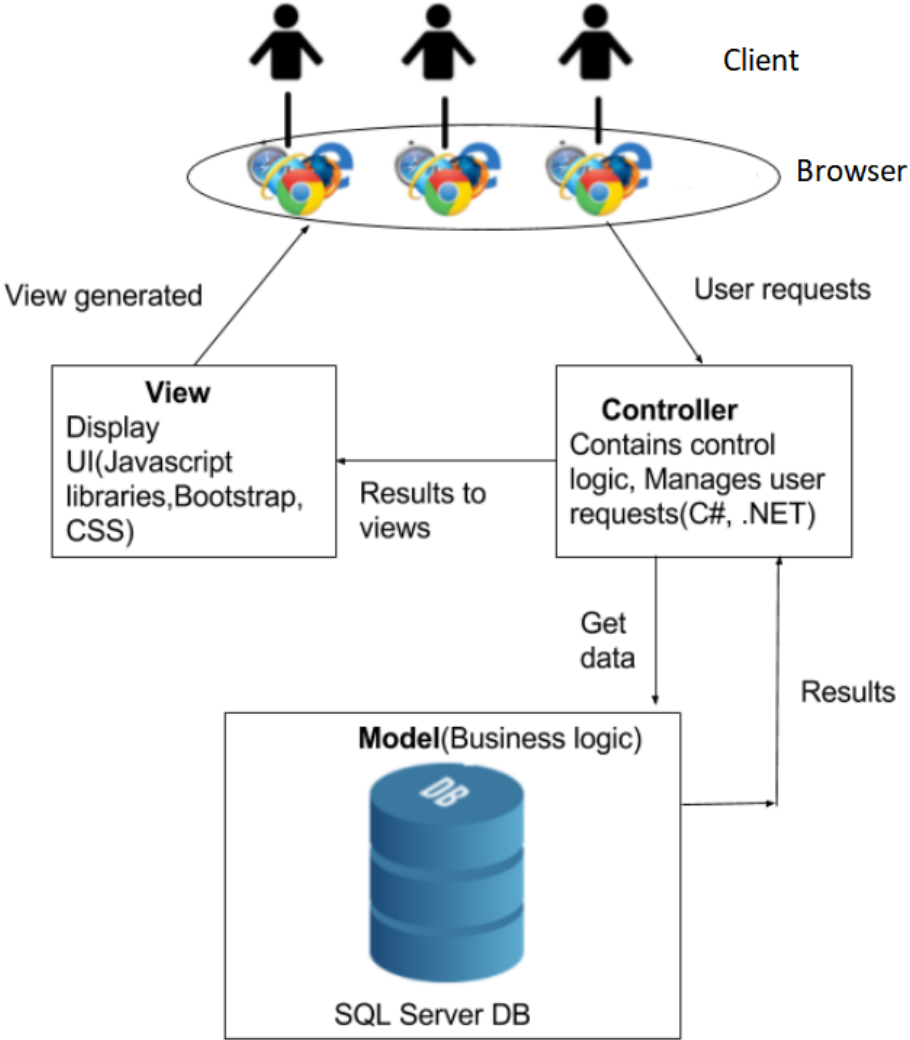 Client
Browser
View generated
User requests
View
Display
UI(Javascript
libraries,Bootstrap,
CSS)
Controller
Contains control
logic, Manages user
requests(C#, .NET)
Results to
views
Get
data
Results
Model(Business logic)
DB
SQL Server DB